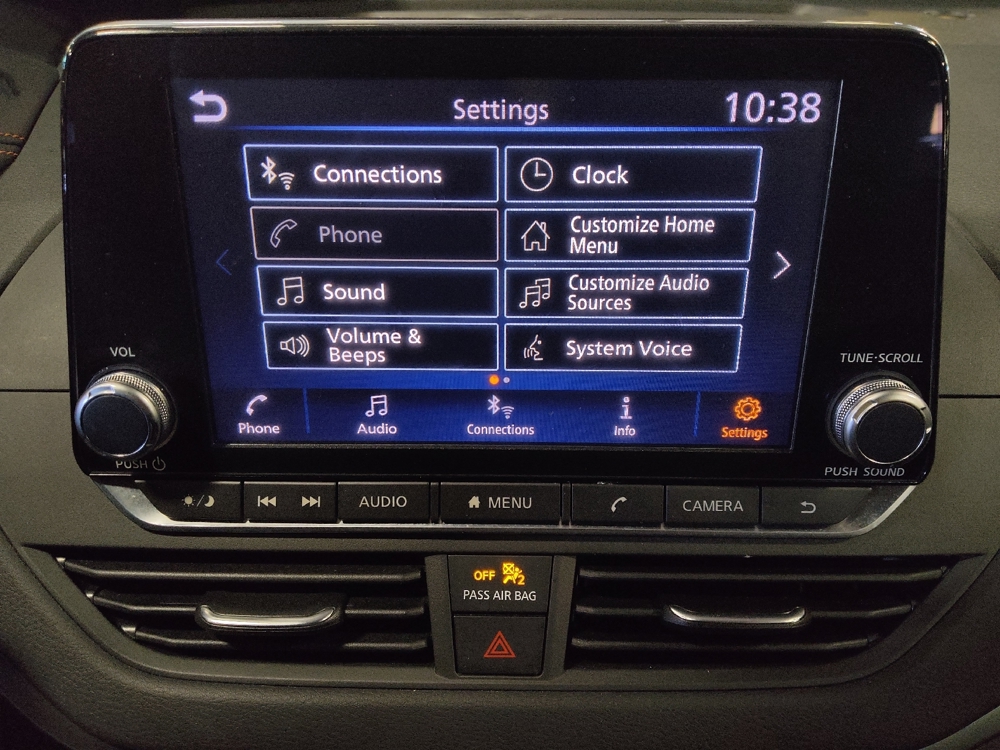 Settings
10:38
Connections
Clock
Phone
Customize Home
Menu
Sound
Customize Audio
Sources
Volume &
Beeps
System Voice
Phone
Audio
Connections
Info
Settings
VOL
PUSH
TUNE·SCROLL
PUSH SOUND
AUDIO
MENU
CAMERA
OFF 2
PASS AIR BAG